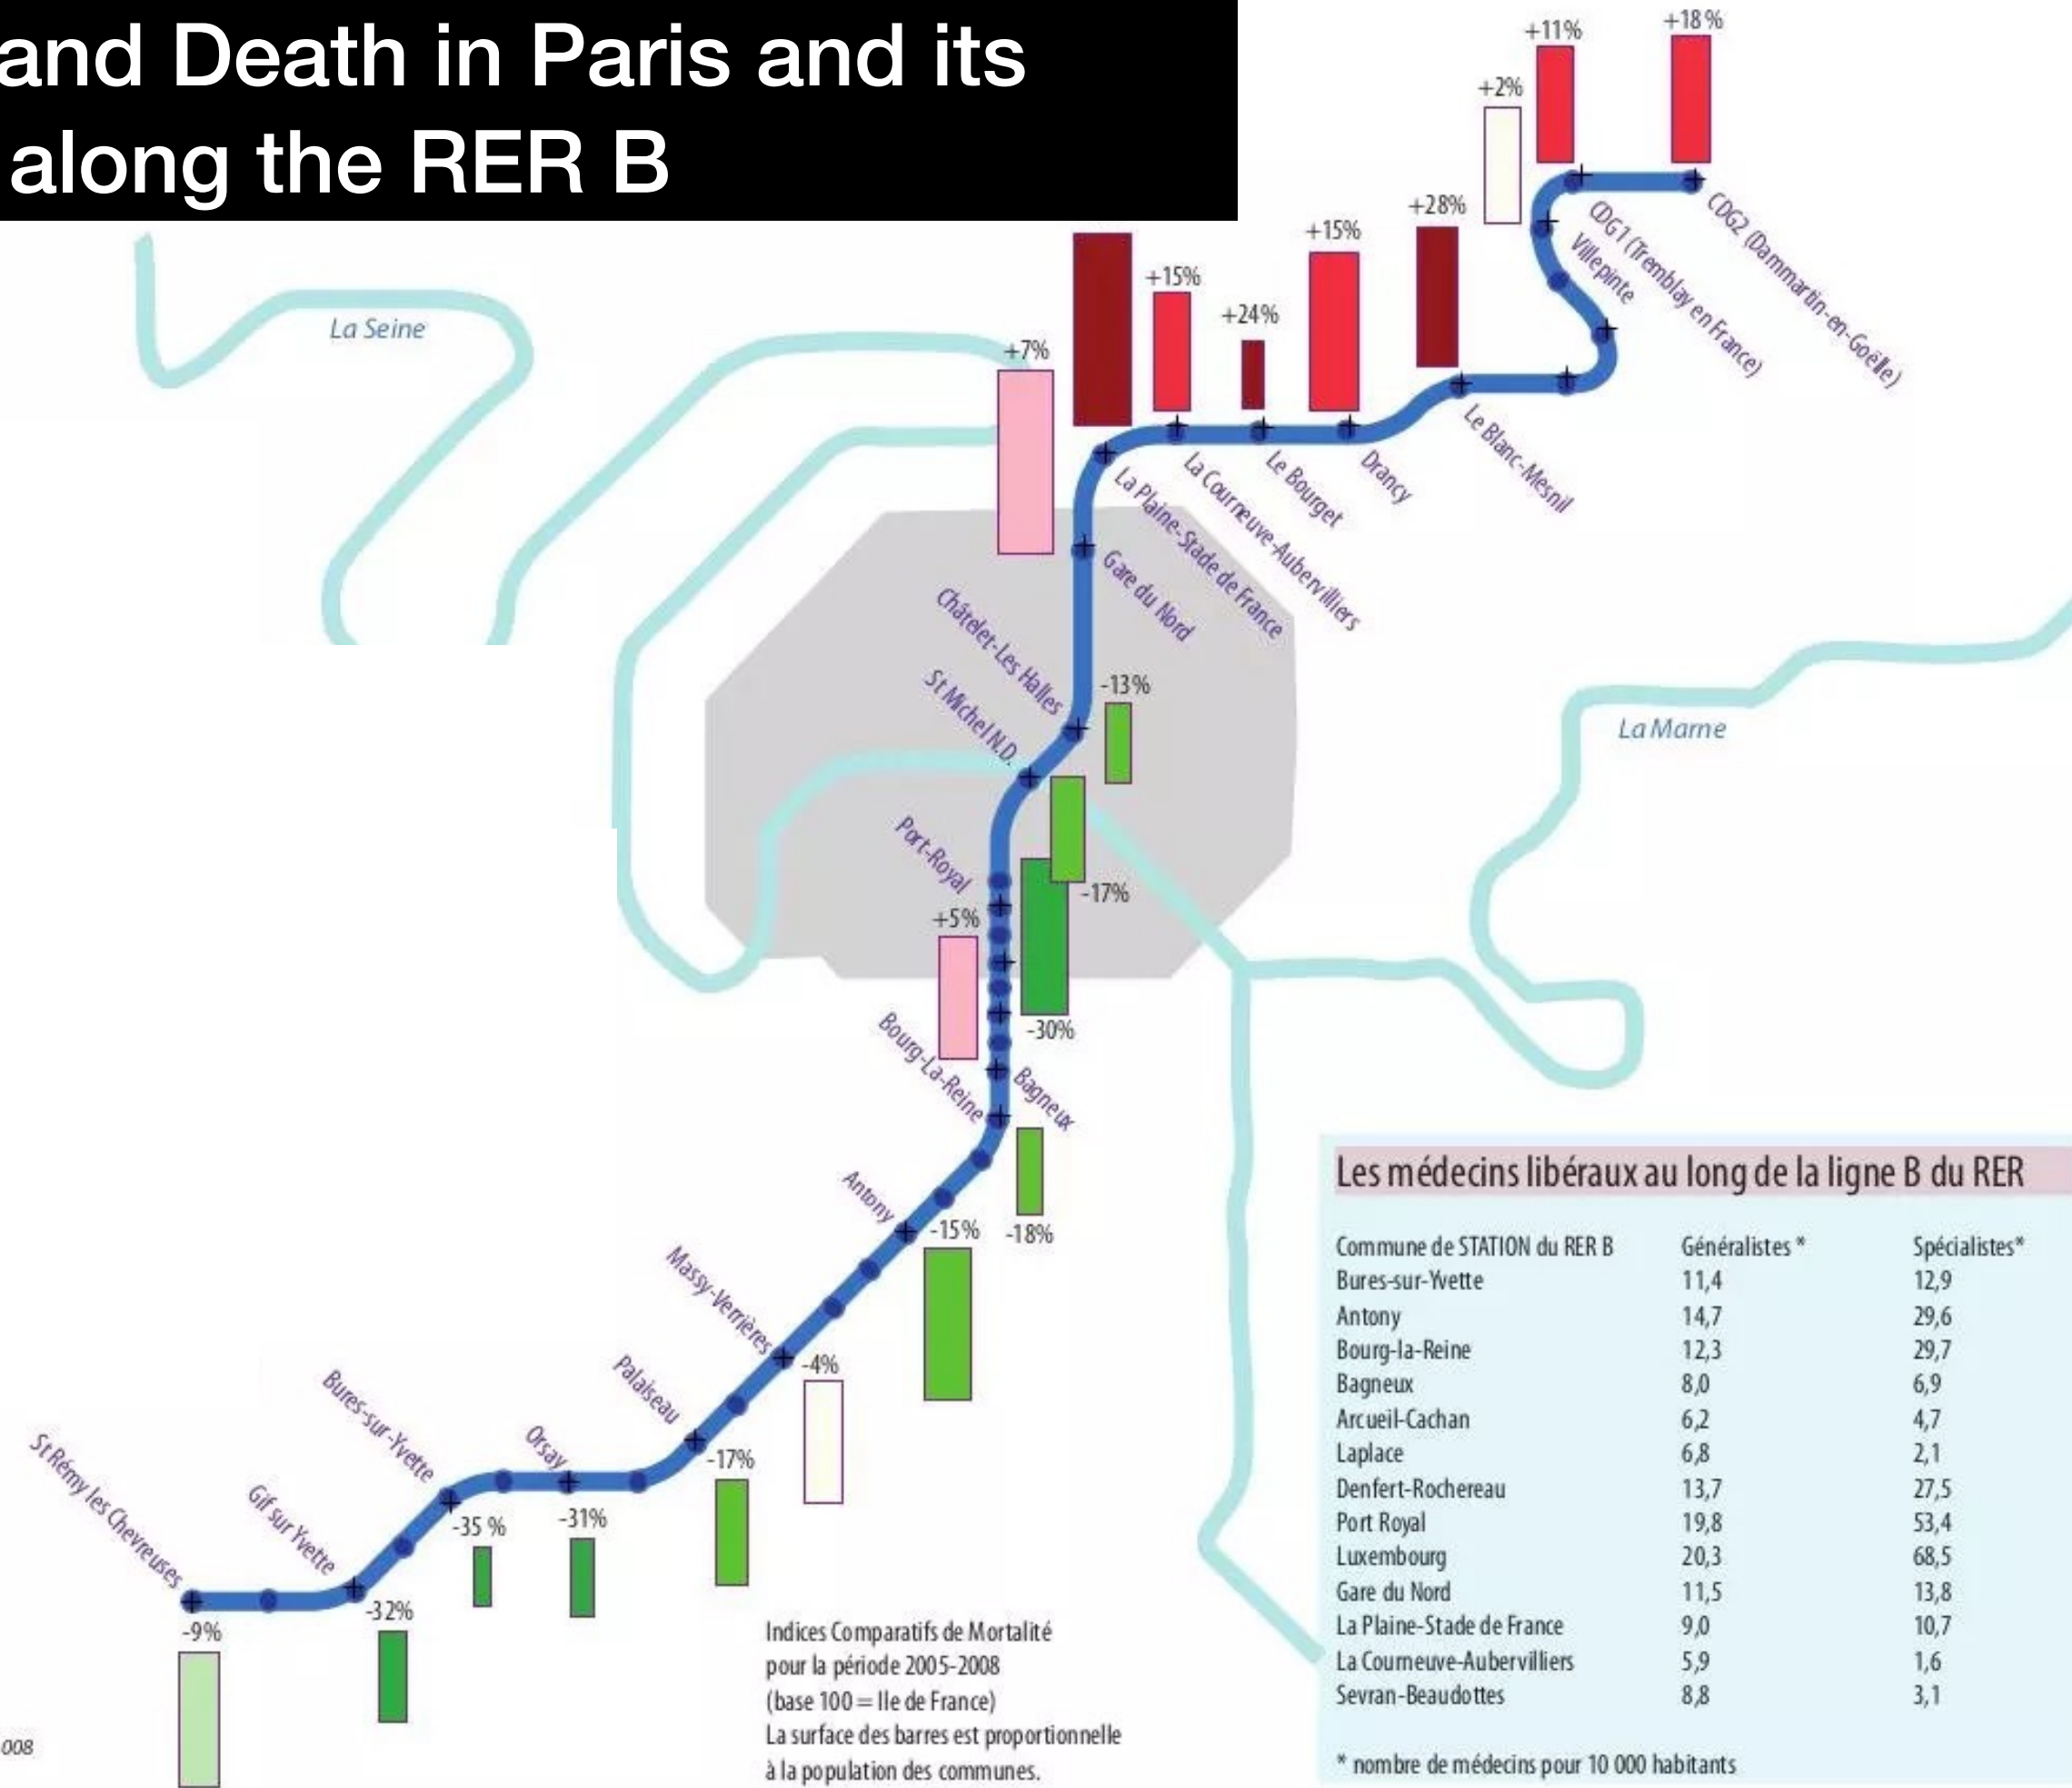 and Death in Paris and its
along the RER B
+18%
+11%
+2%
+28%
+15%
+24%
+15%
+7%
CDG2 (Dammartin-en-Goëlle)
CDG1 (Tremblay en France)
Villepinte
Le Blanc-Mesnil
Drancy
Le Bourget
La Courneuve-Aubervilliers
La Plaine-Stade de France
Gare du Nord
La Seine
La Marne
Châtelet-Les Halles
-13%
St Michel N.D.
-17%
Port-Royal
+5%
-30%
Bourg-La-Reine
Bagneux
-18%
Antony
-15%
Massy-Verrières
-4%
Palaiseau
-17%
Orsay
-31%
Bures-sur-Yvette
-35 %
Gif sur Yvette
-32%
St Rémy les Chevreuses
-9%
008
Indices Comparatifs de Mortalité
pour la période 2005-2008
(base 100 = Ile de France)
La surface des barres est proportionnelle
à la population des communes.
Les médecins libéraux au long de la ligne B du RER
Commune de STATION du RER B Généralistes * Spécialistes*
Bures-sur-Yvette 11,4 12,9
Antony 14,7 29,6
Bourg-la-Reine 12,3 29,7
Bagneux 8,0 6,9
Arcueil-Cachan 6,2 4,7
Laplace 6,8 2,1
Denfert-Rochereau 13,7 27,5
Port Royal 19,8 53,4
Luxembourg 20,3 68,5
Gare du Nord 11,5 13,8
La Plaine-Stade de France 9,0 10,7
La Courneuve-Aubervilliers 5,9 1,6
Sevran-Beaudottes 8,8 3,1
* nombre de médecins pour 10 000 habitants